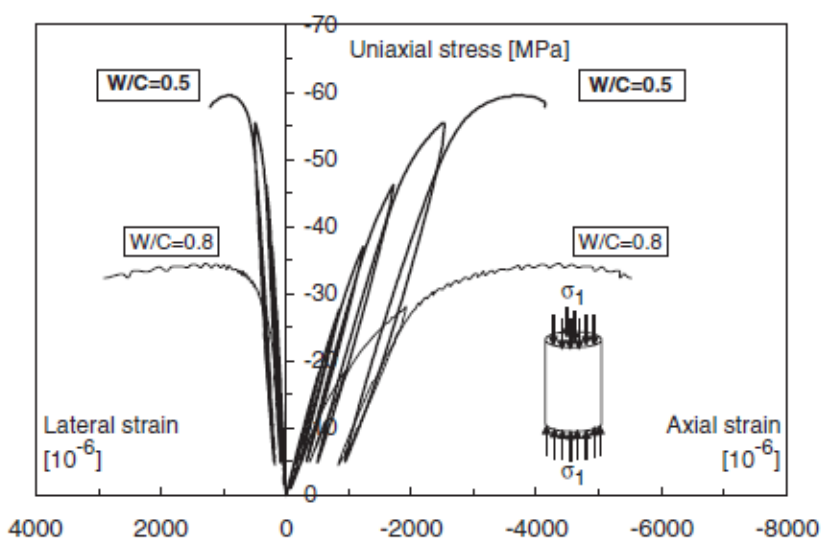 -70
Uniaxial stress [MPa]
W/C=0.5
W/C=0.5
-60
-50
-40
W/C=0.8
W/C=0.8
-30
σ1
-20
-10
Lateral strain
[10-6]
Axial strain
[10-6]
σ1
0
4000 2000 0 -2000 -4000 -6000 -8000